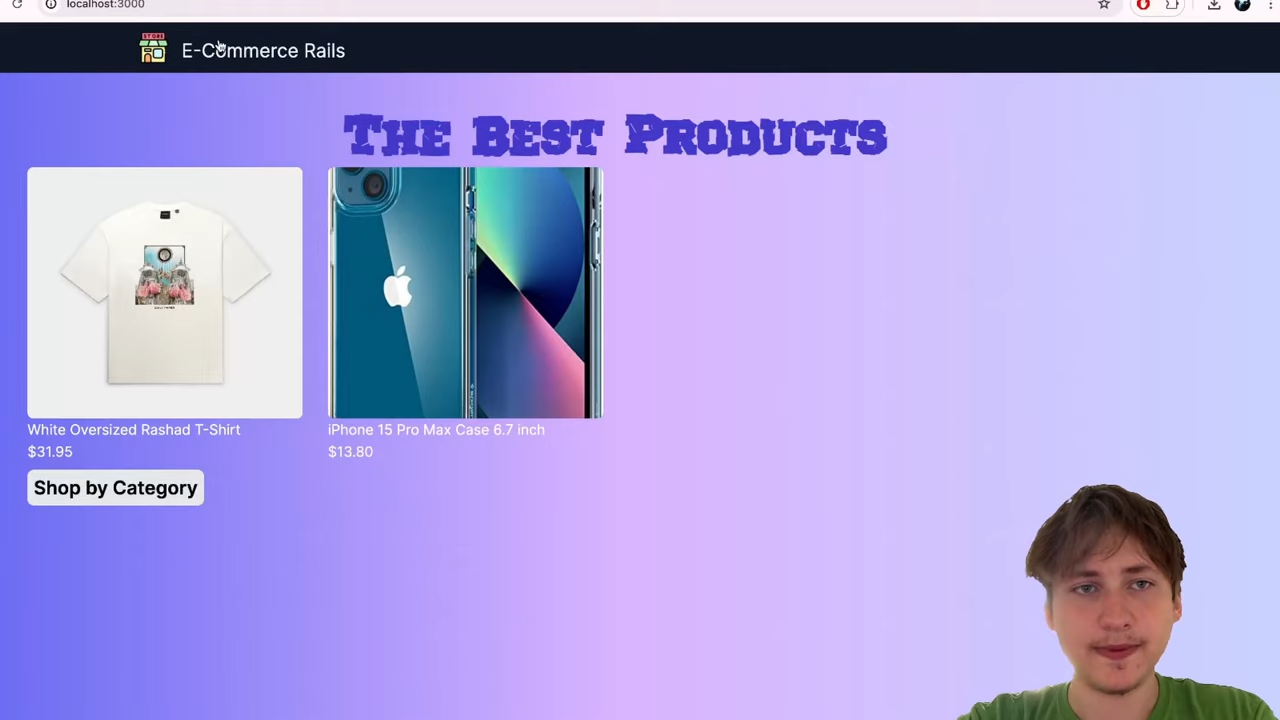 localhost:3000
STORE
E-Commerce Rails
The Best Products
White Oversized Rashad T-Shirt
iPhone 15 Pro Max Case 6.7 inch
$31.95
$13.80
Shop by Category